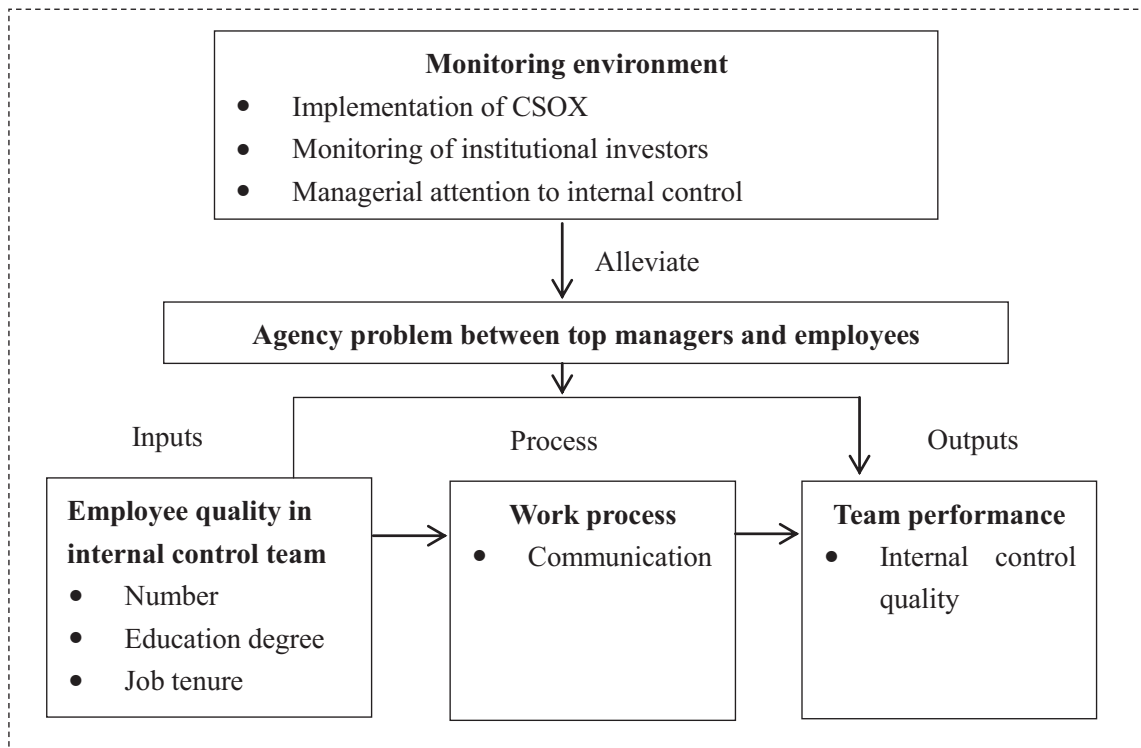 Monitoring environment
• Implementation of CSOX
• Monitoring of institutional investors
• Managerial attention to internal control
Alleviate
Agency problem between top managers and employees
Inputs
Process
Outputs
Employee quality in
internal control team
• Number
• Education degree
• Job tenure
Work process
• Communication
Team performance
• Internal control
quality